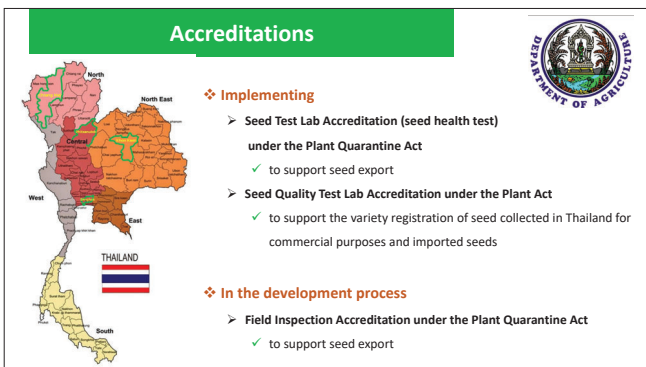 Accreditations
DEPARTMENT OF AGRICULTURE
North
North East
Central
West
East
South
THAILAND
❖ Implementing
➢ Seed Test Lab Accreditation (seed health test)
under the Plant Quarantine Act
✓ to support seed export
➢ Seed Quality Test Lab Accreditation under the Plant Act
✓ to support the variety registration of seed collected in Thailand for
commercial purposes and imported seeds
❖ In the development process
➢ Field Inspection Accreditation under the Plant Quarantine Act
✓ to support seed export